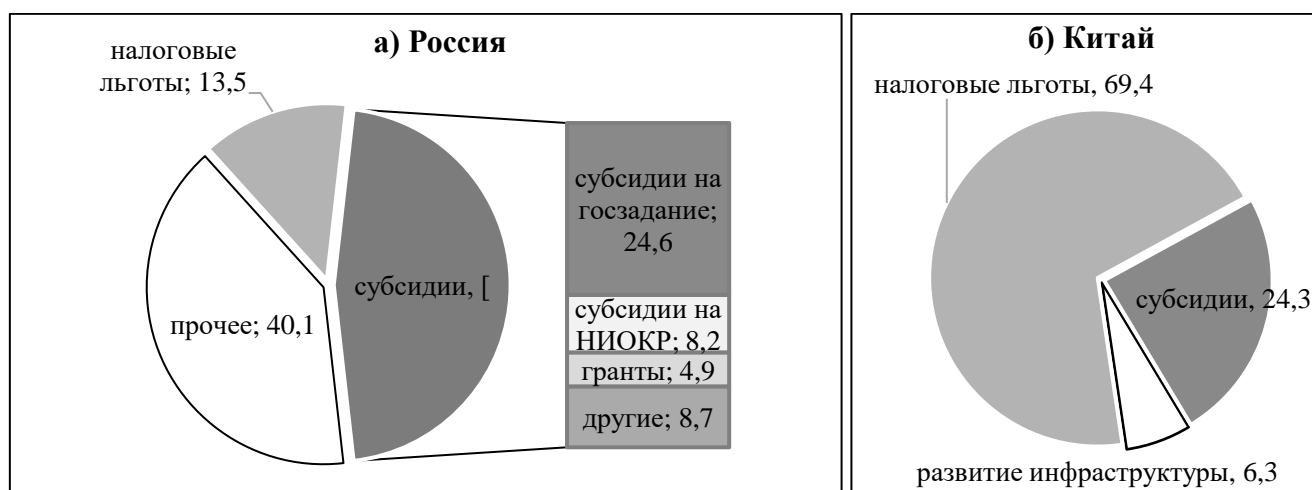 а) Россия
налоговые
льготы; 13,5
субсидии, [
прочее; 40,1
субсидии на
госзадание;
24,6
субсидии на
НИОКР; 8,2
гранты; 4,9
другие; 8,7
б) Китай
налоговые льготы, 69,4
субсидии, 24,3
развитие инфраструктуры, 6,3